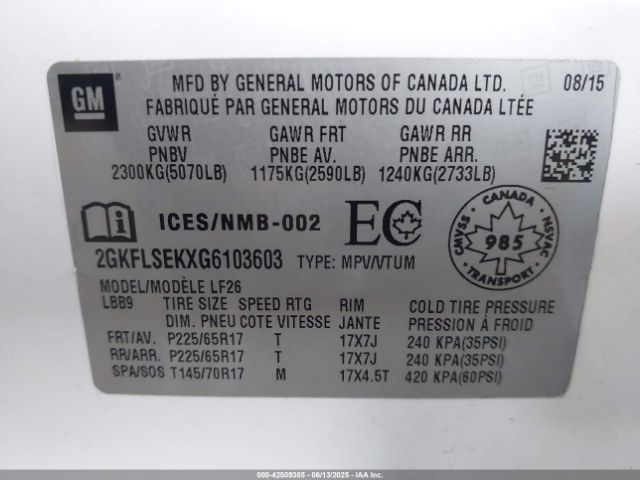 GM
MFD BY GENERAL MOTORS OF CANADA LTD. 08/15
FABRIQUÉ PAR GENERAL MOTORS DU CANADA LTÉE
GVWR GAWR FRT GAWR RR
PNBV PNBE AV. PNBE ARR.
2300KG(5070LB) 1175KG(2590LB) 1240KG(2733LB)
ICES/NMB-002 EC
CANADA
CMVSS 985 NSVAC
TRANSPORT
2GKFLSEKXG6103603 TYPE: MPV/VTUM
MODEL/MODÈLE LF26
LBB9 TIRE SIZE SPEED RTG RIM COLD TIRE PRESSURE
DIM. PNEU COTE VITESSE JANTE PRESSION À FROID
FRT/AV. P225/65R17 T 17X7J 240 KPA(35PSI)
RR/ARR. P225/65R17 T 17X7J 240 KPA(35PSI)
SPA/SOS T145/70R17 M 17X4.5T 420 KPA(60PSI)
000-42509385 - 06/13/2025 - IAAI.ca